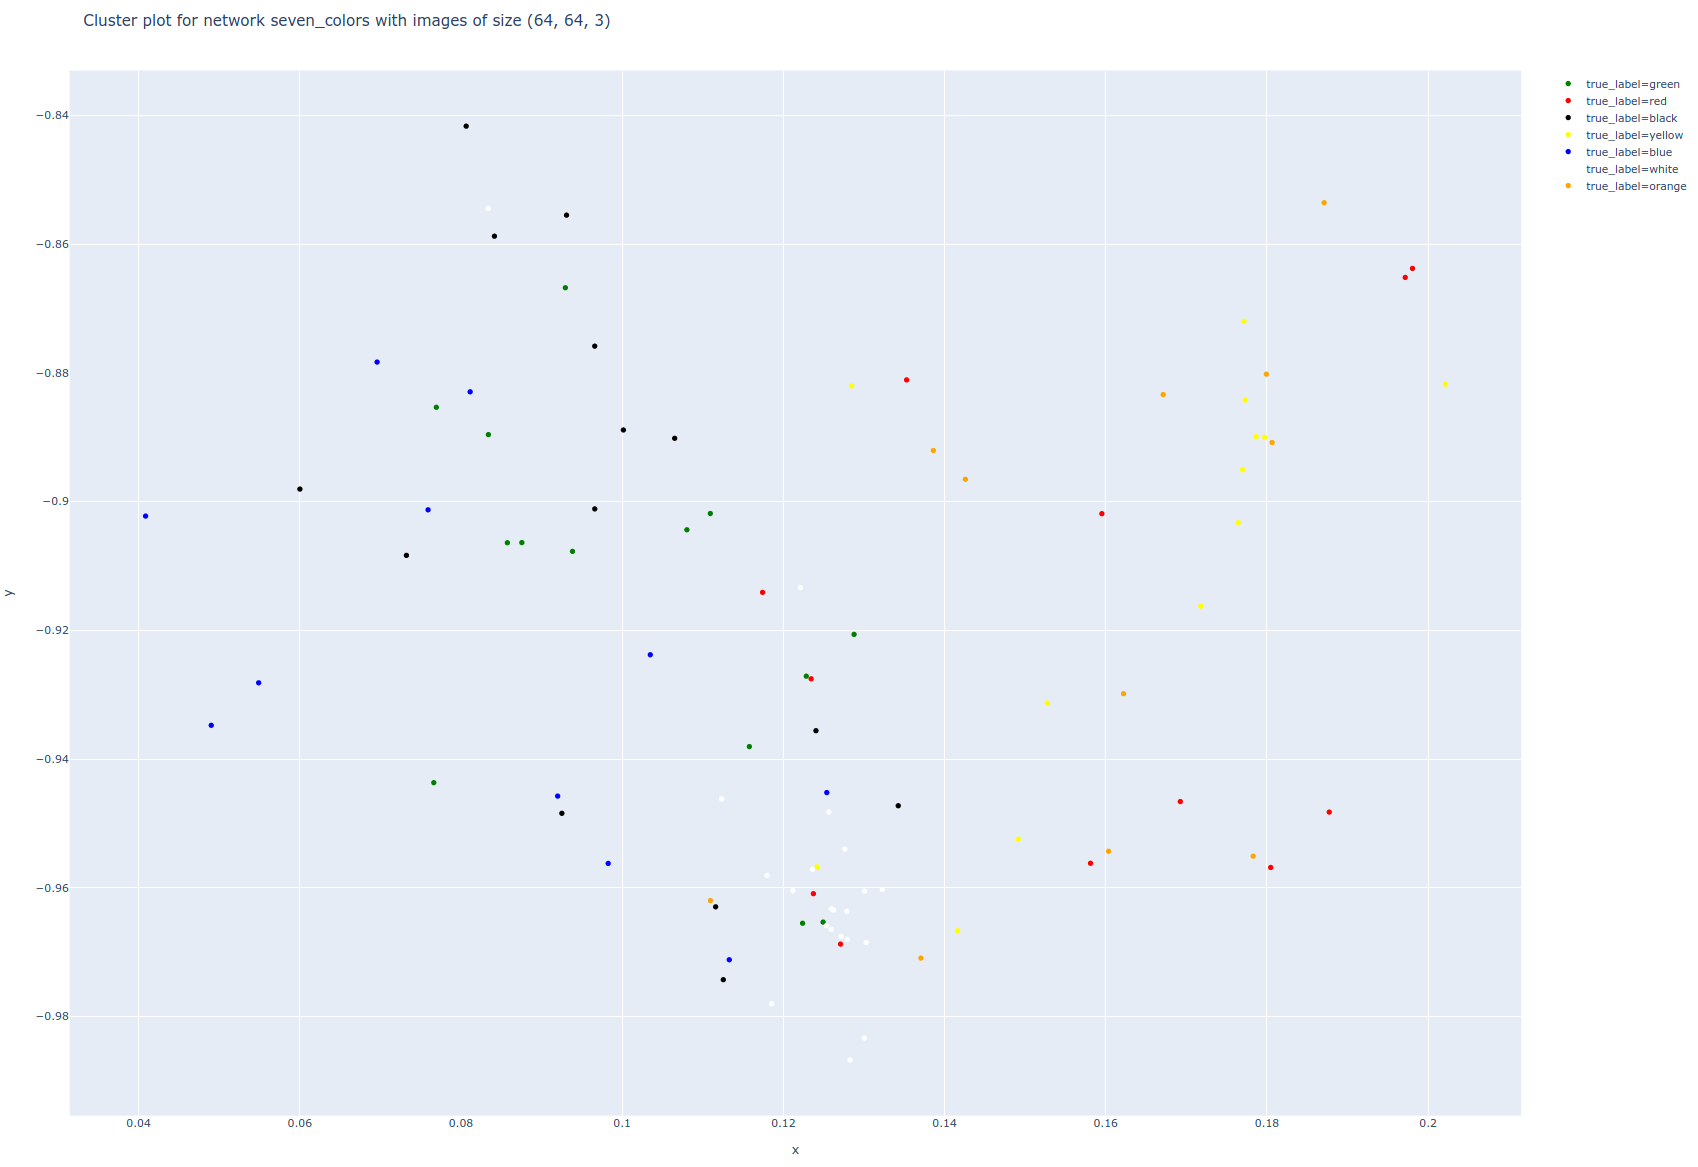 Cluster plot for network seven_colors with images of size (64, 64, 3)
true_label=green
true_label=red
true_label=black
true_label=yellow
true_label=blue
true_label=white
true_label=orange
−0.84
−0.86
−0.88
−0.9
−0.92
−0.94
−0.96
−0.98
y
0.04 0.06 0.08 0.1 0.12 0.14 0.16 0.18 0.2
x